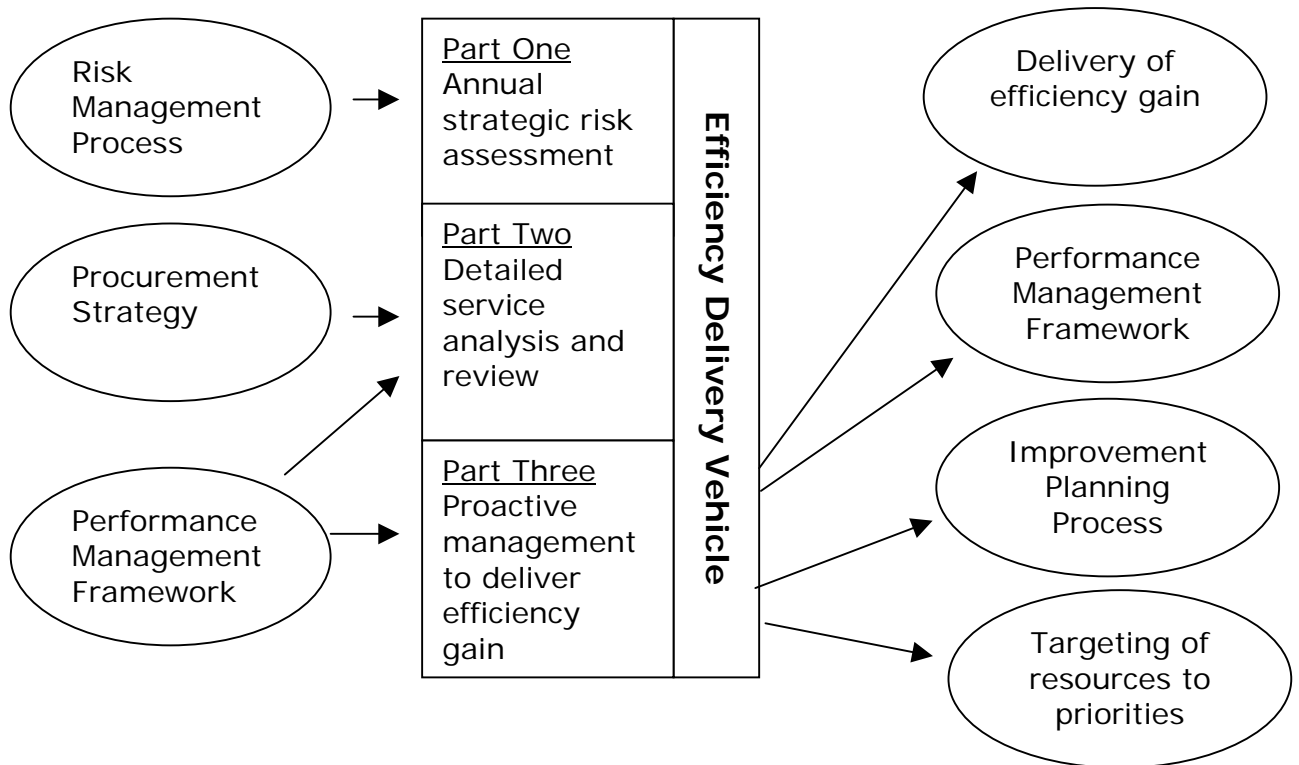 Risk
Management
Process
Procurement
Strategy
Performance
Management
Framework
Part One
Annual
strategic risk
assessment
Part Two
Detailed
service
analysis and
review
Part Three
Proactive
management
to deliver
efficiency
gain
Efficiency Delivery Vehicle
Delivery of
efficiency gain
Performance
Management
Framework
Improvement
Planning
Process
Targeting of
resources to
priorities